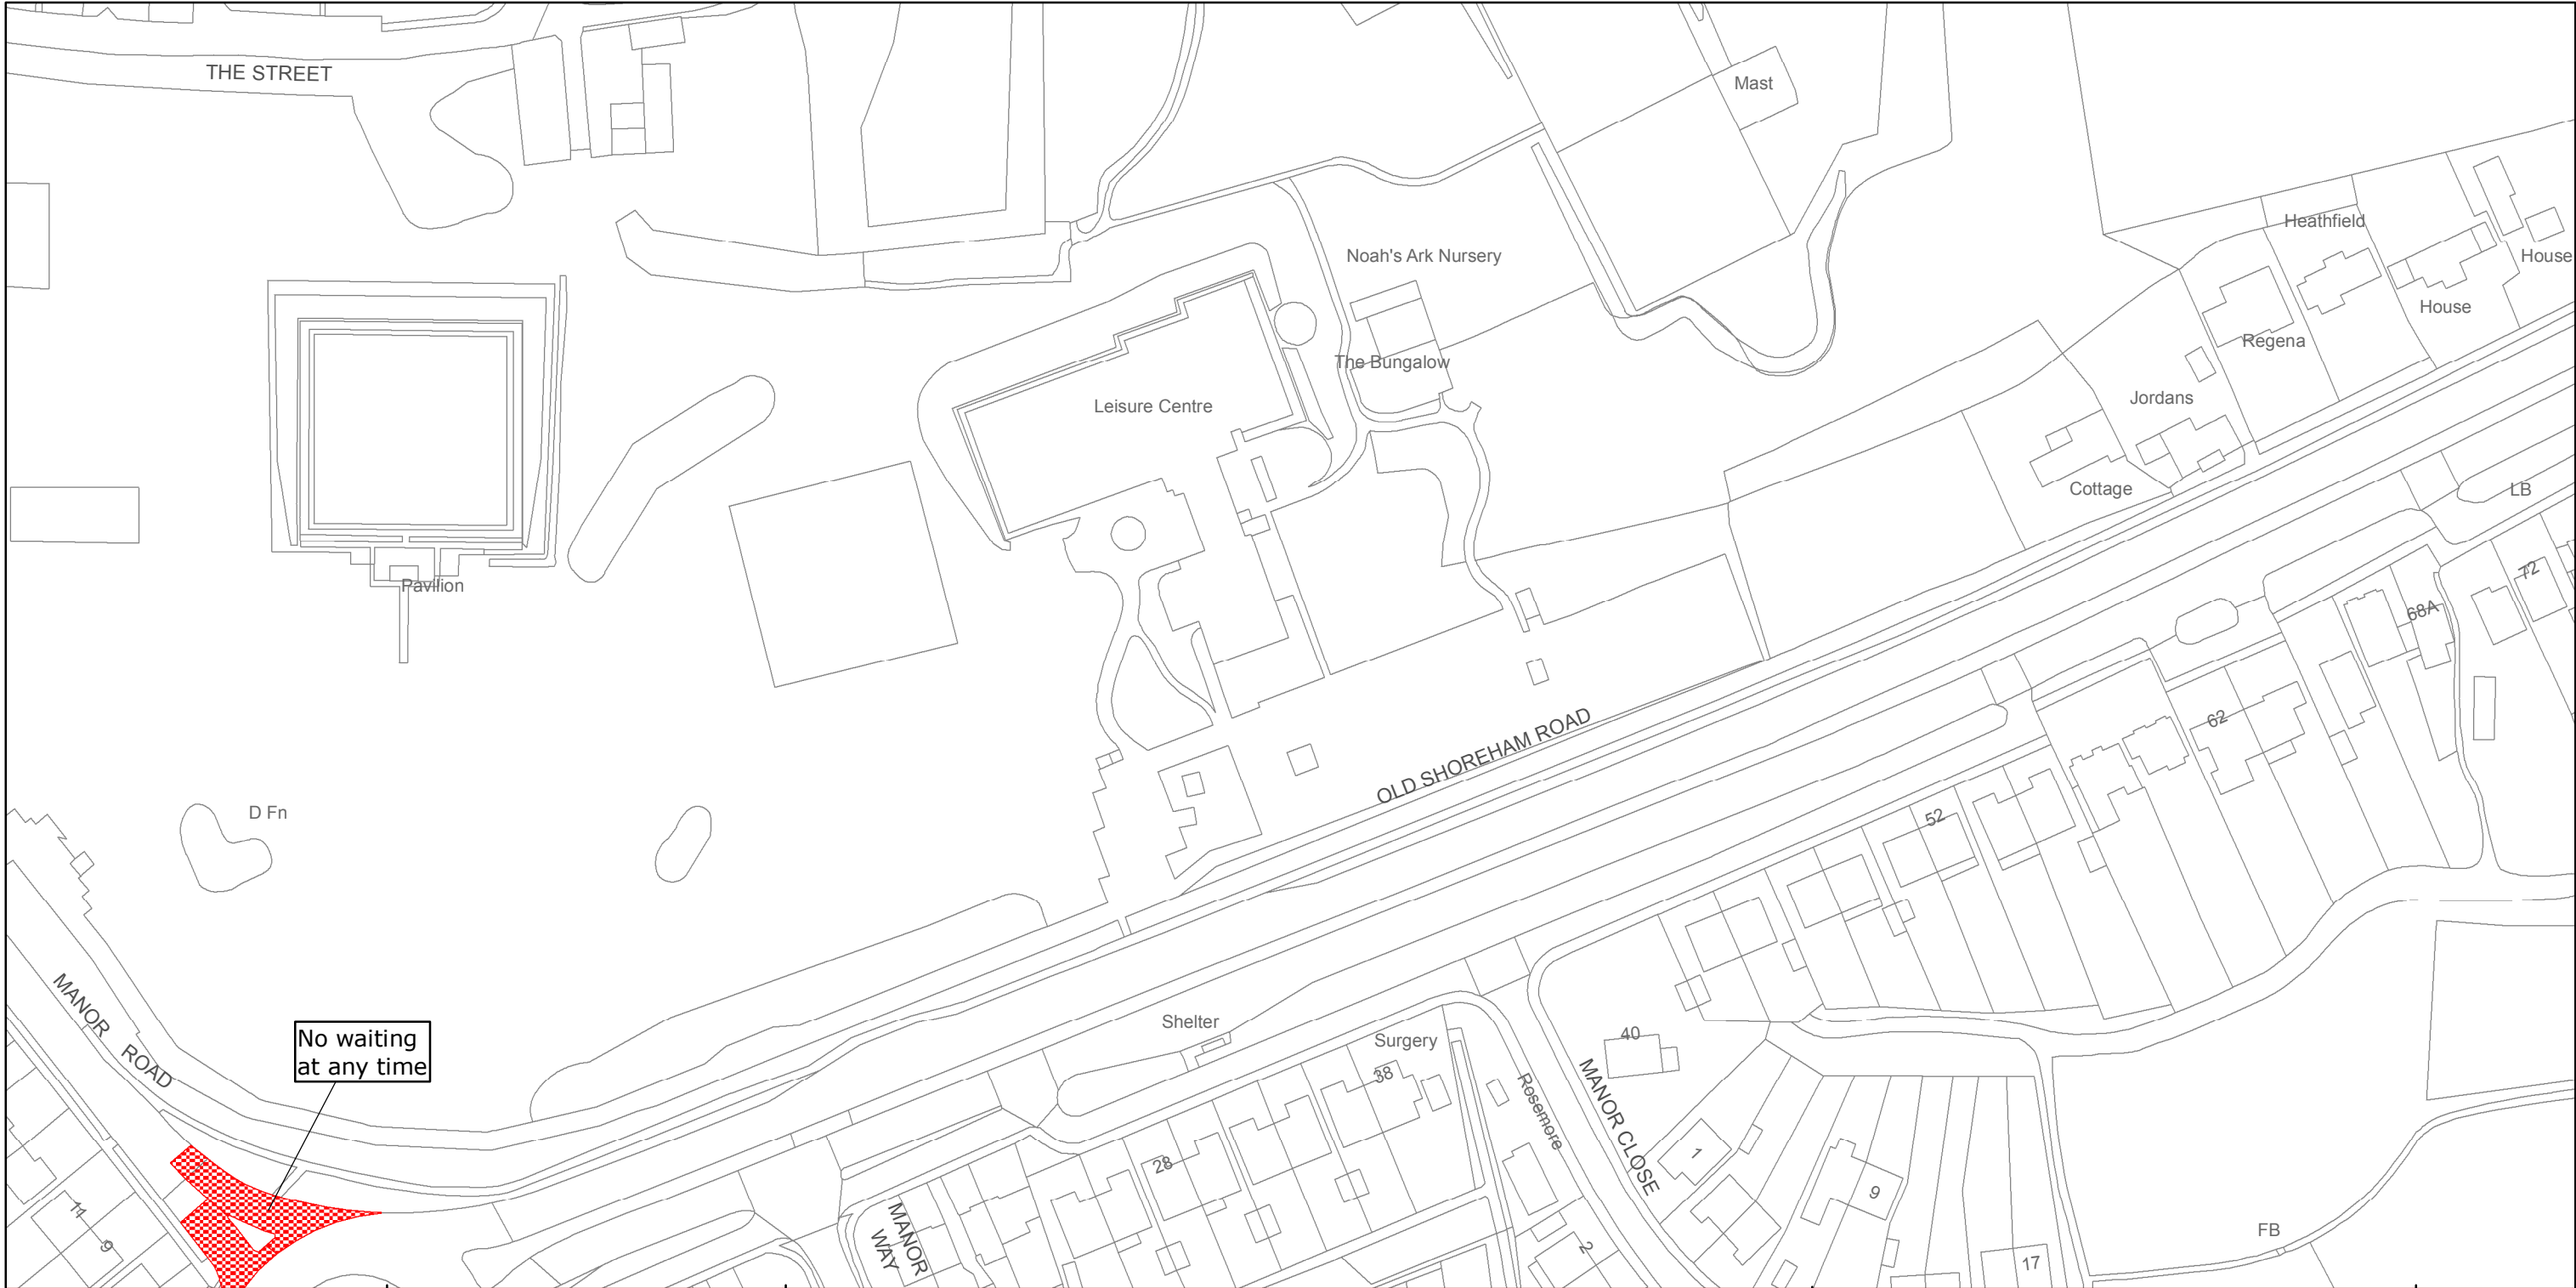 THE STREET
Mast
Heathfield
Noah's Ark Nursery
House
House
Regena
The Bungalow
Jordans
Leisure Centre
Cottage
LB
72
Pavilion
68A
62
OLD SHOREHAM ROAD
D Fn
52
MANOR ROAD
No waiting
at any time
Shelter
Surgery
40
38
Rosemore
MANOR CLOSE
28
1
9
11
9
MANOR
WAY
2
FB
17